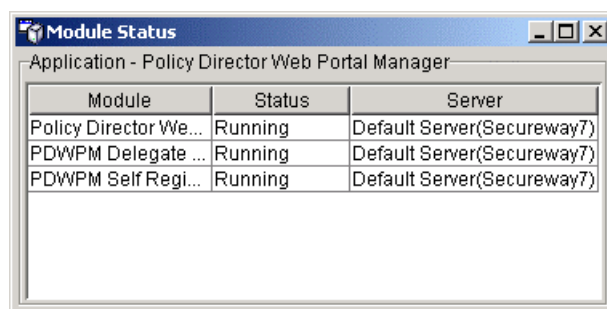 Module Status
Application - Policy Director Web Portal Manager
Module Status Server
Policy Director We... Running Default Server(Secureway7)
PDWPM Delegate ... Running Default Server(Secureway7)
PDWPM Self Regi... Running Default Server(Secureway7)